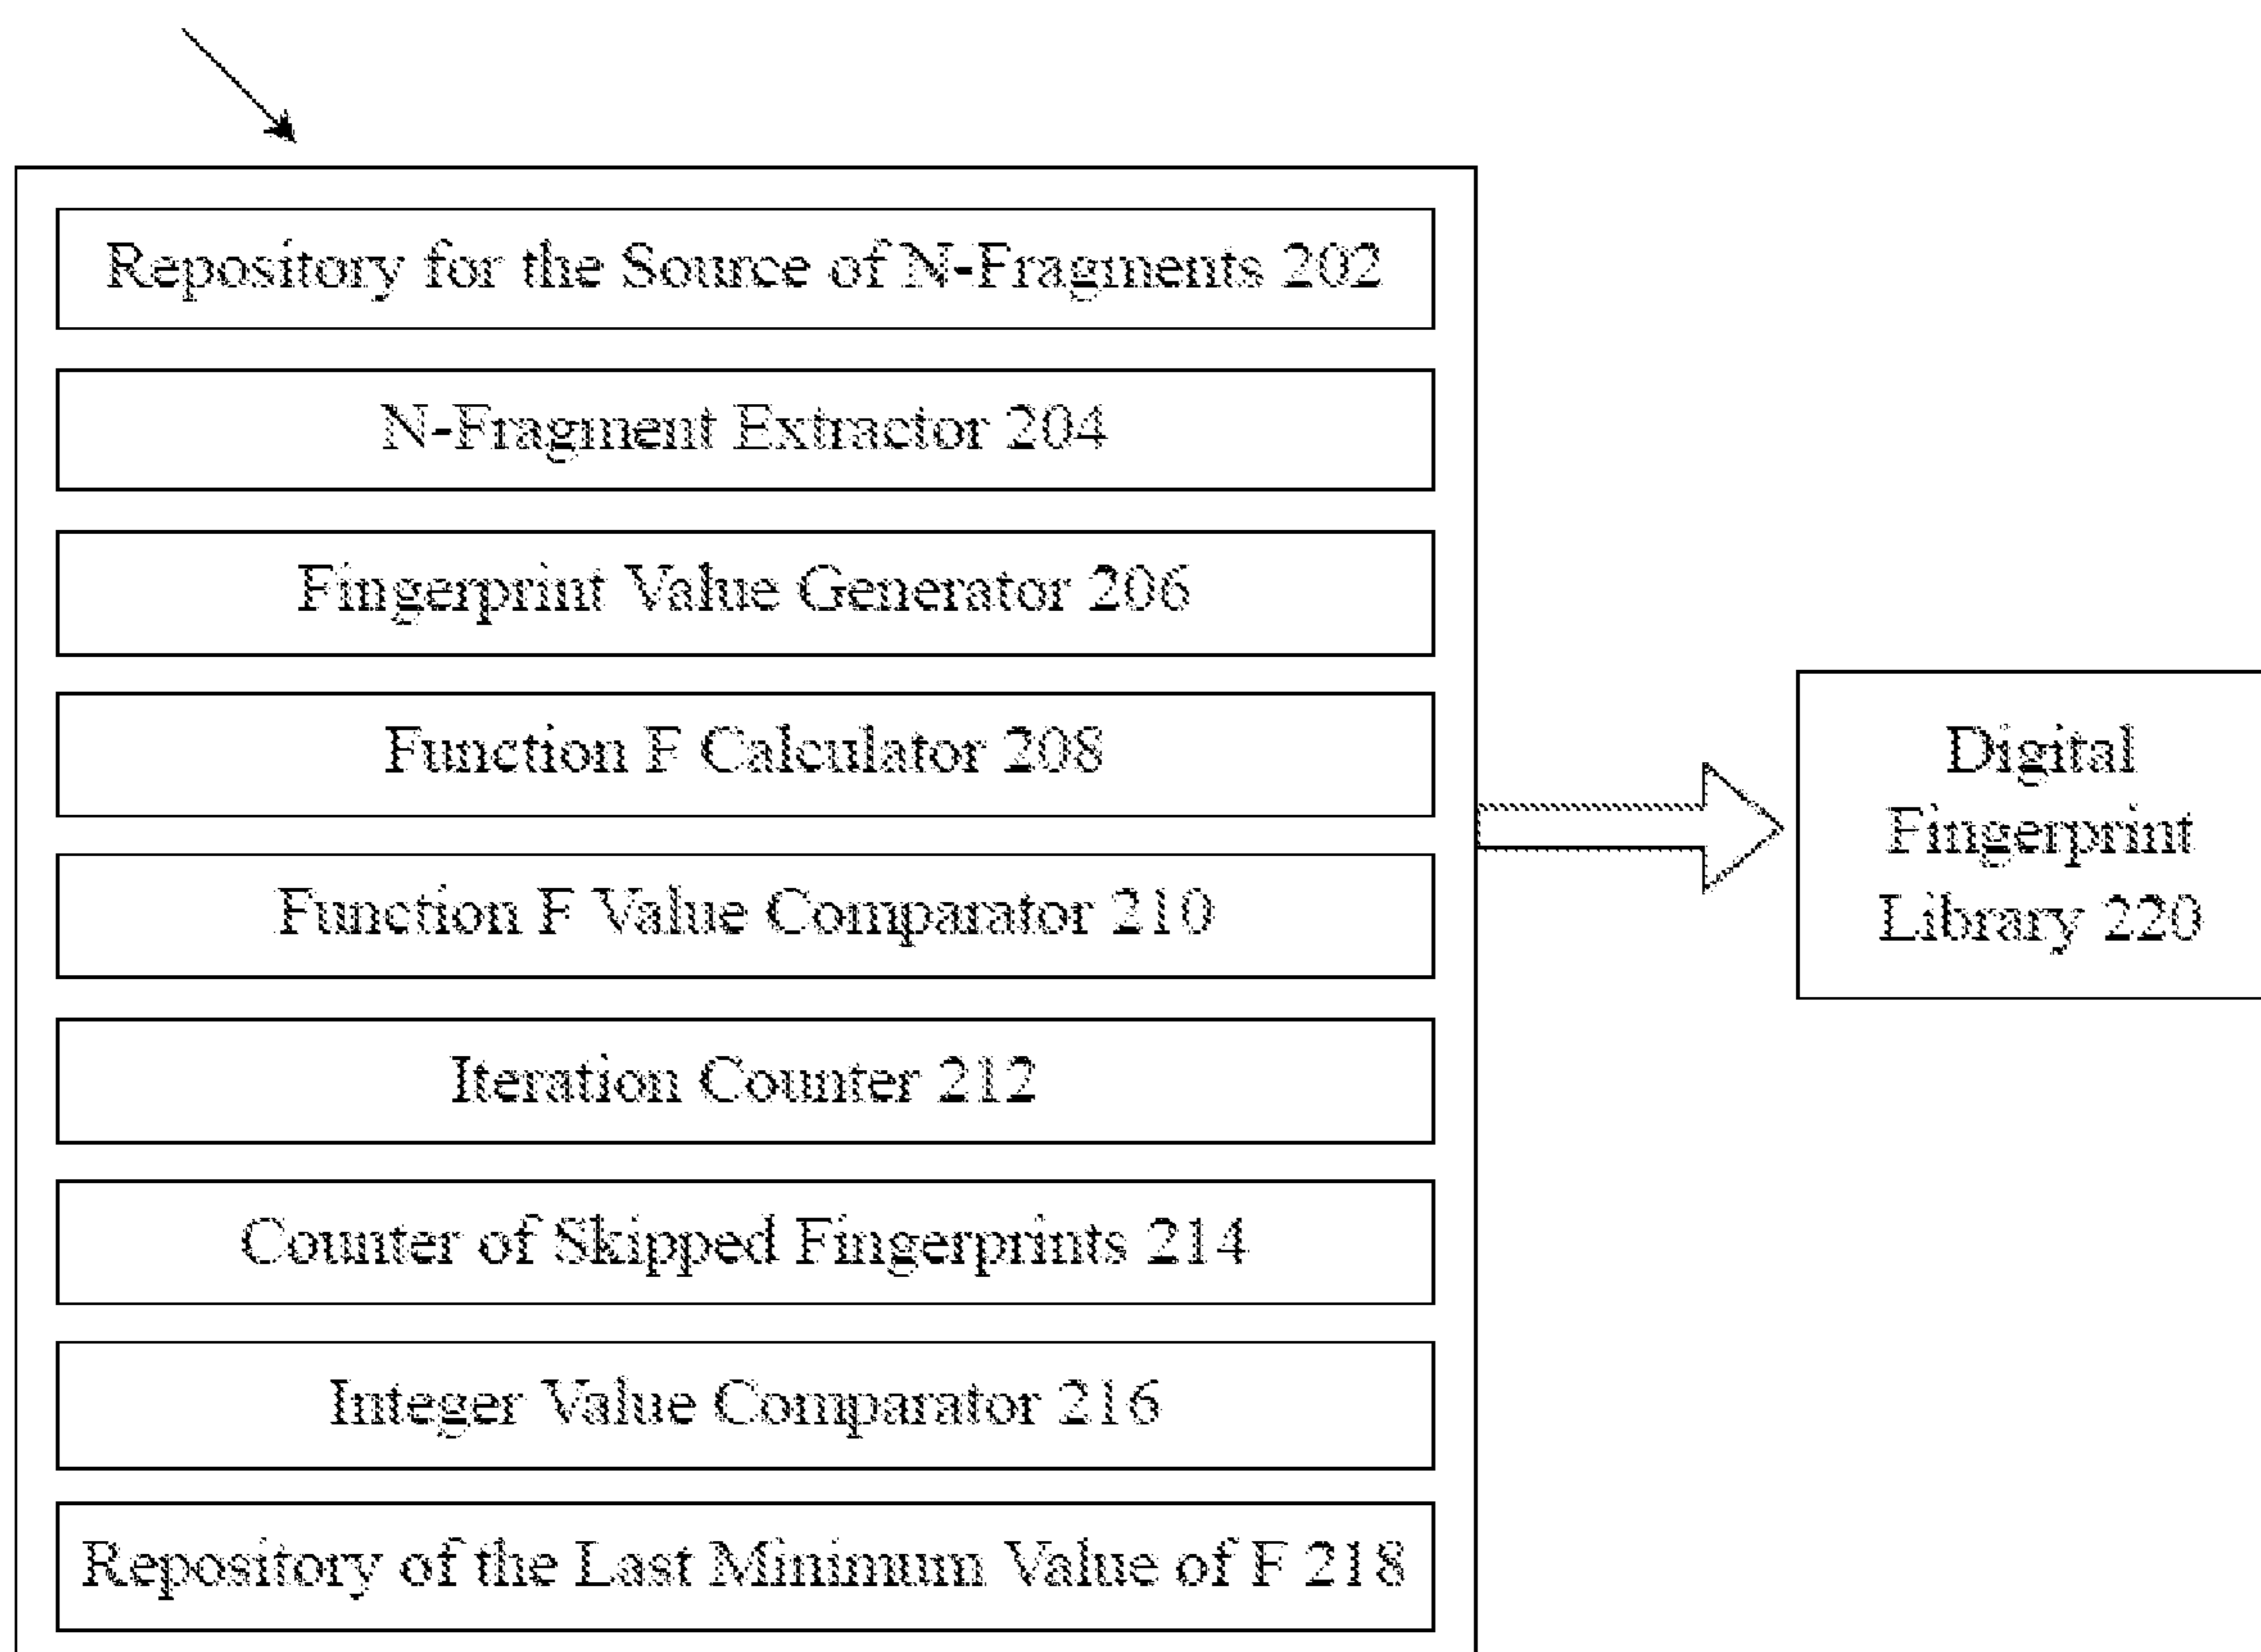 Repository for the Source of N-Fragments 202
N-Fragment Extractor 204
Fingerprint Value Generator 206
Function F Calculator 208
Function F Value Comparator 210
Iteration Counter 212
Counter of Skipped Fingerprints 214
Integer Value Comparator 216
Repository of the Last Minimum Value of F 218
Digital
Fingerprint
Library 220